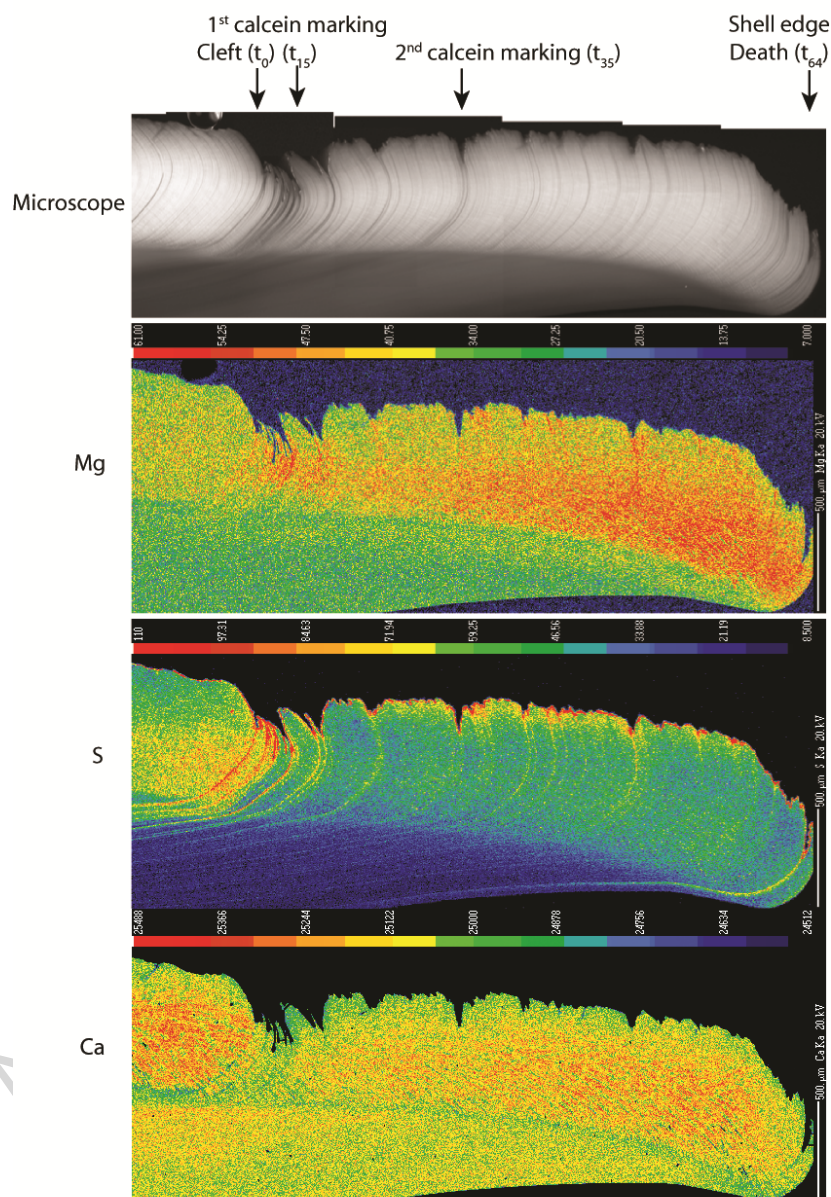 1st calcein marking
Shell edge
Cleft (t0) (t15)
2nd calcein marking (t35)
Death (t64)
Microscope
61.00 54.25 47.50 40.75 34.00 27.25 20.50 13.75 7.000
Mg
500. µm Mg Ka 20.kV
110 97.31 84.63 71.94 59.25 46.56 33.88 21.19 8.500
S
500. µm S Ka 20.kV
25488 25366 25244 25122 25000 24878 24756 24634 24512
Ca
500. µm Ca Ka 20.kV